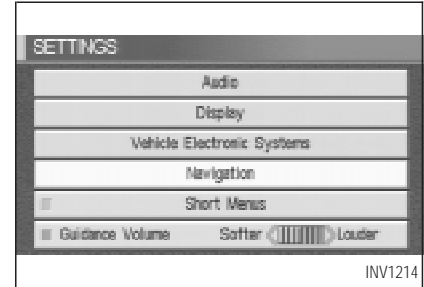 SETTINGS
Audio
Display
Vehicle Electronic Systems
Navigation
Short Menus
Guidance Volume Softer Louder
INV1214